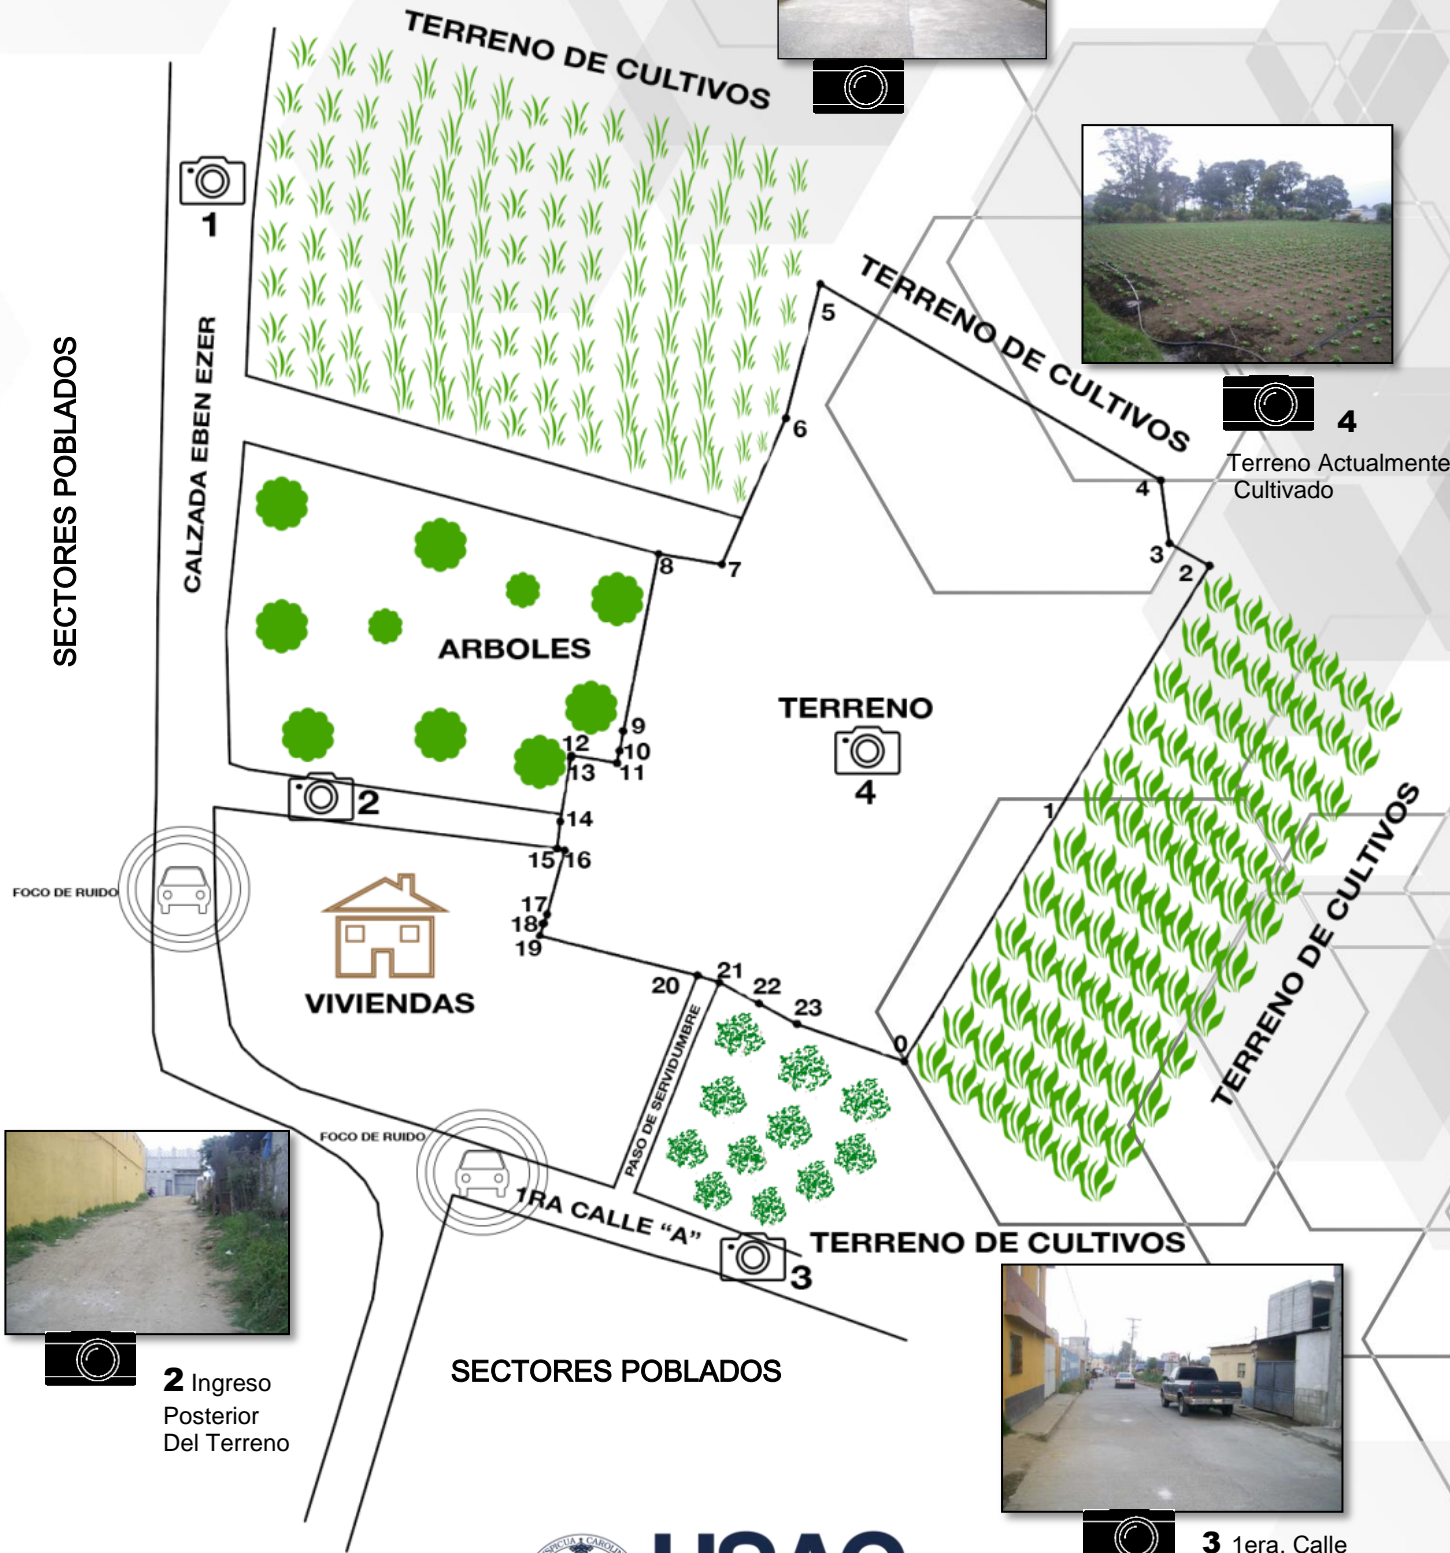 TERRENO DE CULTIVOS
1
SECTORES POBLADOS
CALZADA EBEN EZER
TERRENO DE CULTIVOS
5
6
4
Terreno Actualmente
Cultivado
4
3
2
8
7
ARBOLES
TERRENO
4
9
10
11
12
13
14
15
16
17
18
19
2
1
TERRENO DE CULTIVOS
FOCO DE RUIDO
VIVIENDAS
20
21
22
23
0
PASO DE SERVIDUMBRE
FOCO DE RUIDO
1RA CALLE “A”
3
TERRENO DE CULTIVOS
2 Ingreso
Posterior
Del Terreno
SECTORES POBLADOS
3 1era. Calle
USAC